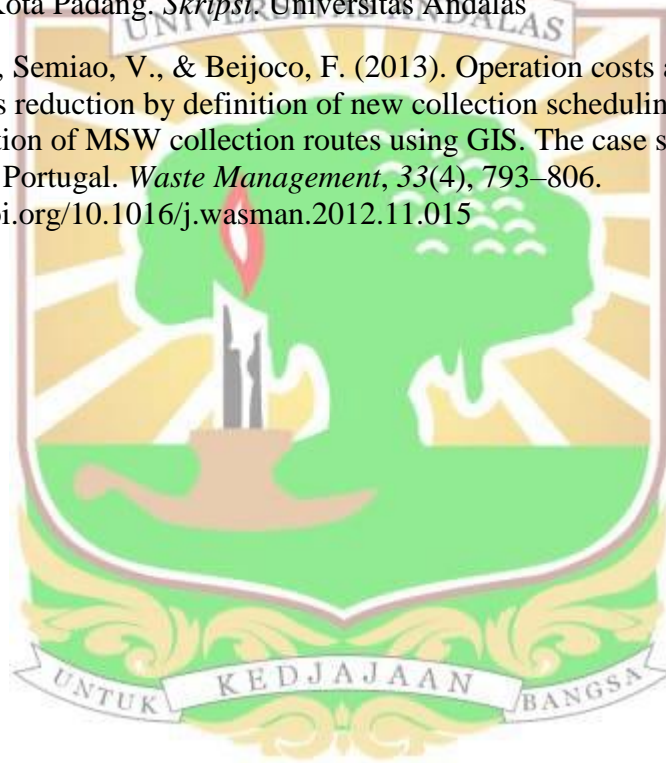 Kota Padang. Skripsi. Universitas Andalas
UNIVERSITAS ANDALAS
, Semiao, V., & Beijoco, F. (2013). Operation costs a
s reduction by definition of new collection schedulin
tion of MSW collection routes using GIS. The case s
Portugal. Waste Management, 33(4), 793–806.
oi.org/10.1016/j.wasman.2012.11.015
UNTUK KEDJAJAAN BANGSA